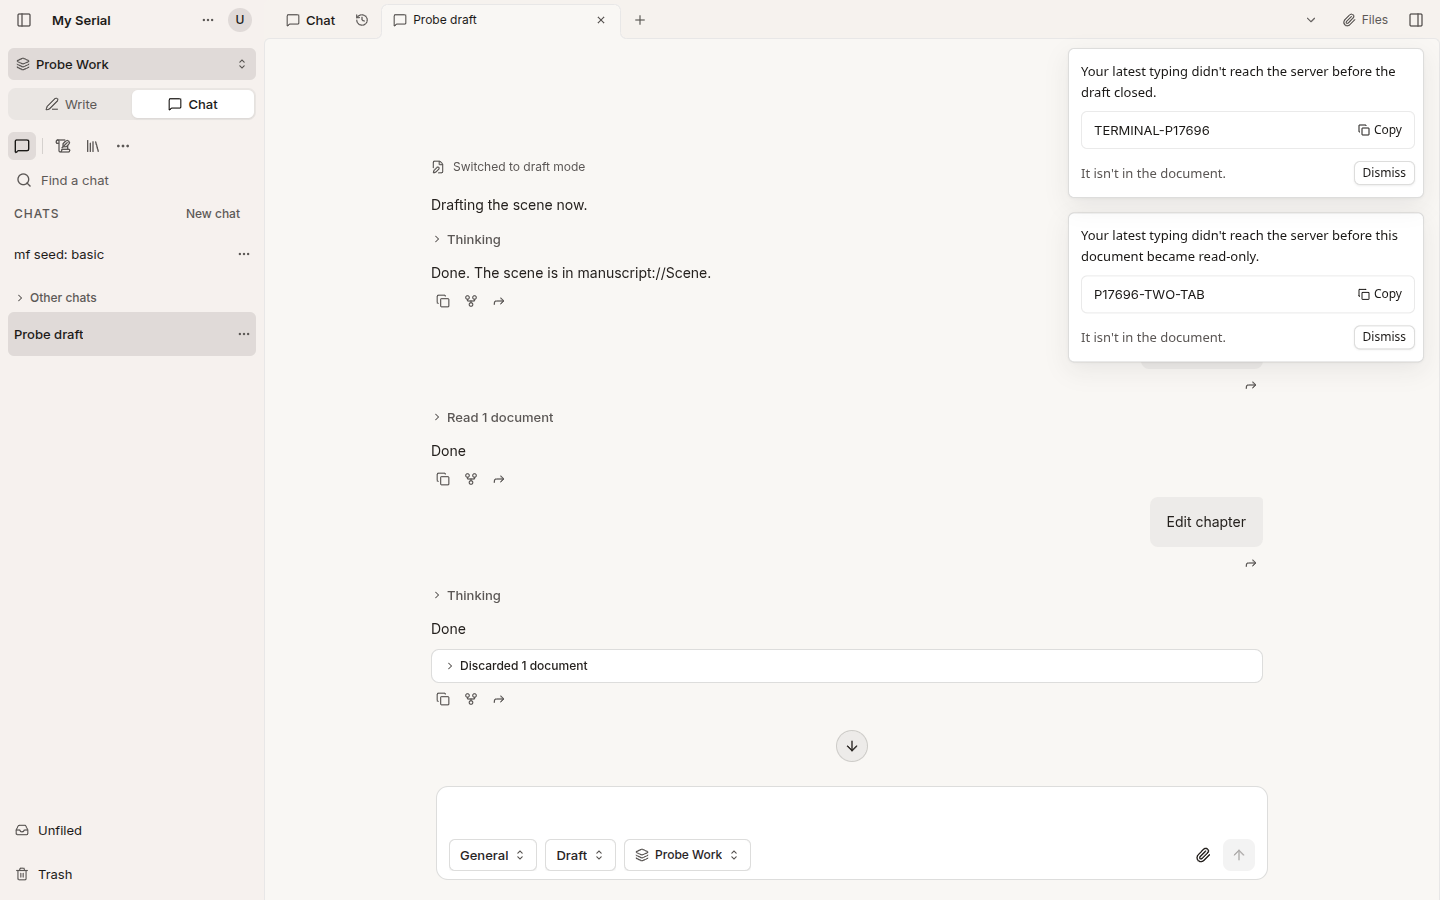 My Serial
U
Chat
Probe draft
Files
Probe Work
Write
Chat
Find a chat
CHATS
New chat
mf seed: basic
Other chats
Probe draft
Unfiled
Trash
Your latest typing didn't reach the server before the
draft closed.
TERMINAL-P17696
Copy
It isn't in the document.
Dismiss
Your latest typing didn't reach the server before this
document became read-only.
P17696-TWO-TAB
Copy
It isn't in the document.
Dismiss
Switched to draft mode
Drafting the scene now.
Thinking
Done. The scene is in manuscript://Scene.
Read 1 document
Done
Edit chapter
Thinking
Done
Discarded 1 document
General
Draft
Probe Work